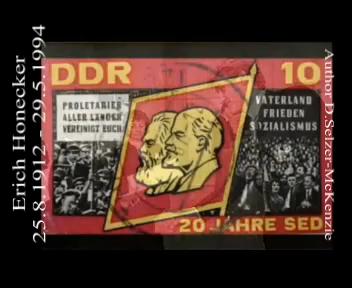 Erich Honecker
25.8.1912 - 29.5.1994
DDR 10
PROLETARIER
ALLER LÄNDER
VEREINIGT EUCH.
VATERLAND
FRIEDEN
SOZIALISMUS
20 JAHRE SED
Author D.Selzer-McKenzie